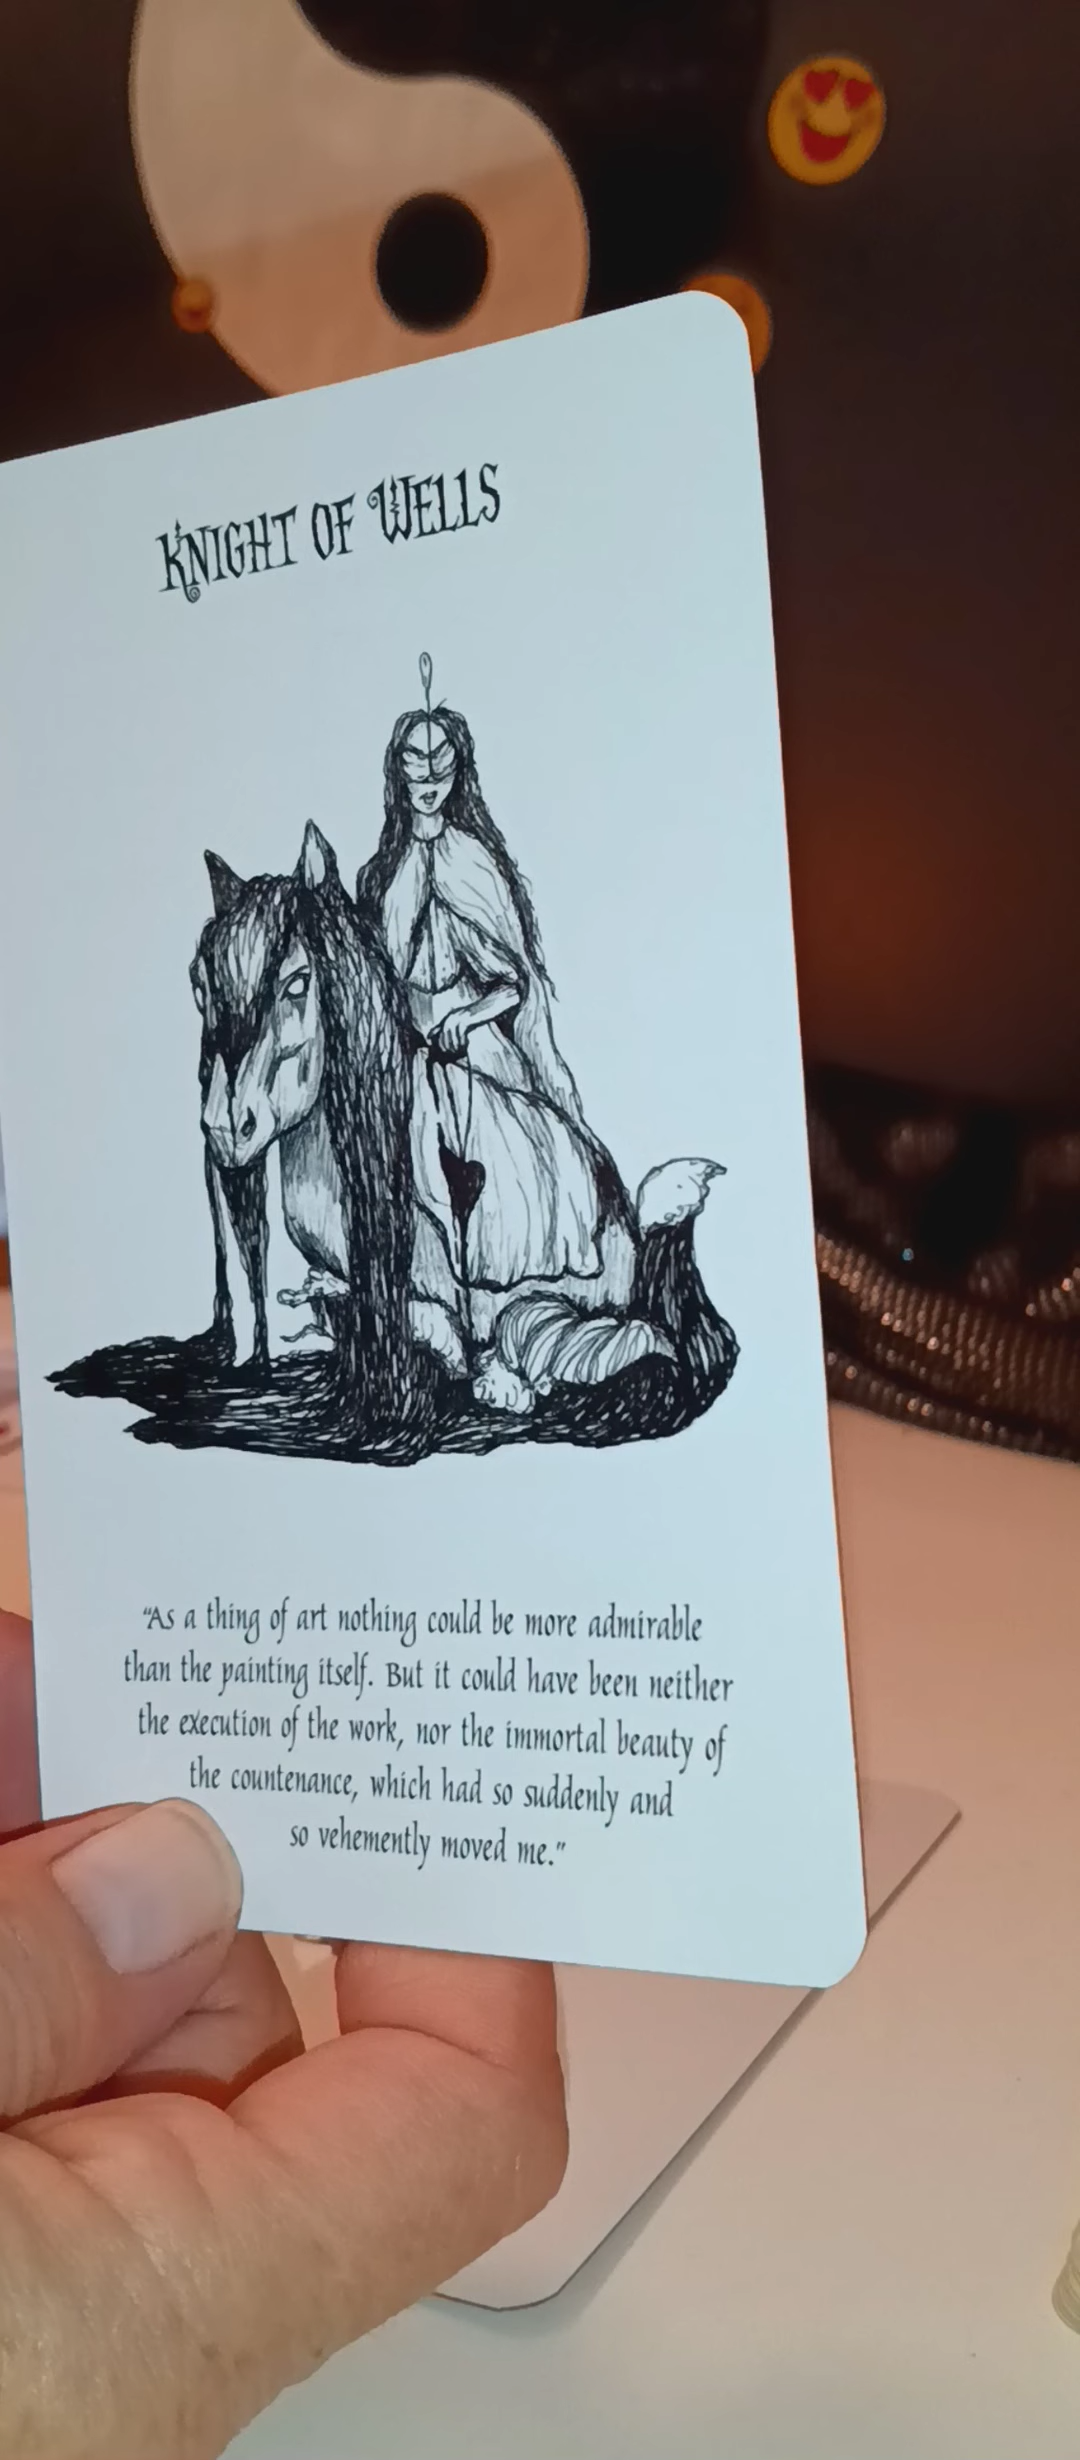 KNIGHT OF WELLS
“As a thing of art nothing could be more admirable
than the painting itself. But it could have been neither
the execution of the work, nor the immortal beauty of
the countenance, which had so suddenly and
so vehemently moved me.”